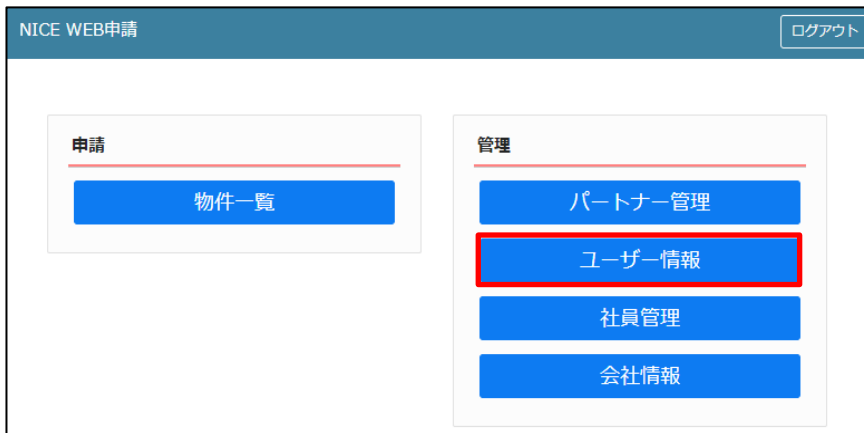 NICE WEB申請
ログアウト
申請
物件一覧
管理
パートナー管理
ユーザー情報
社員管理
会社情報